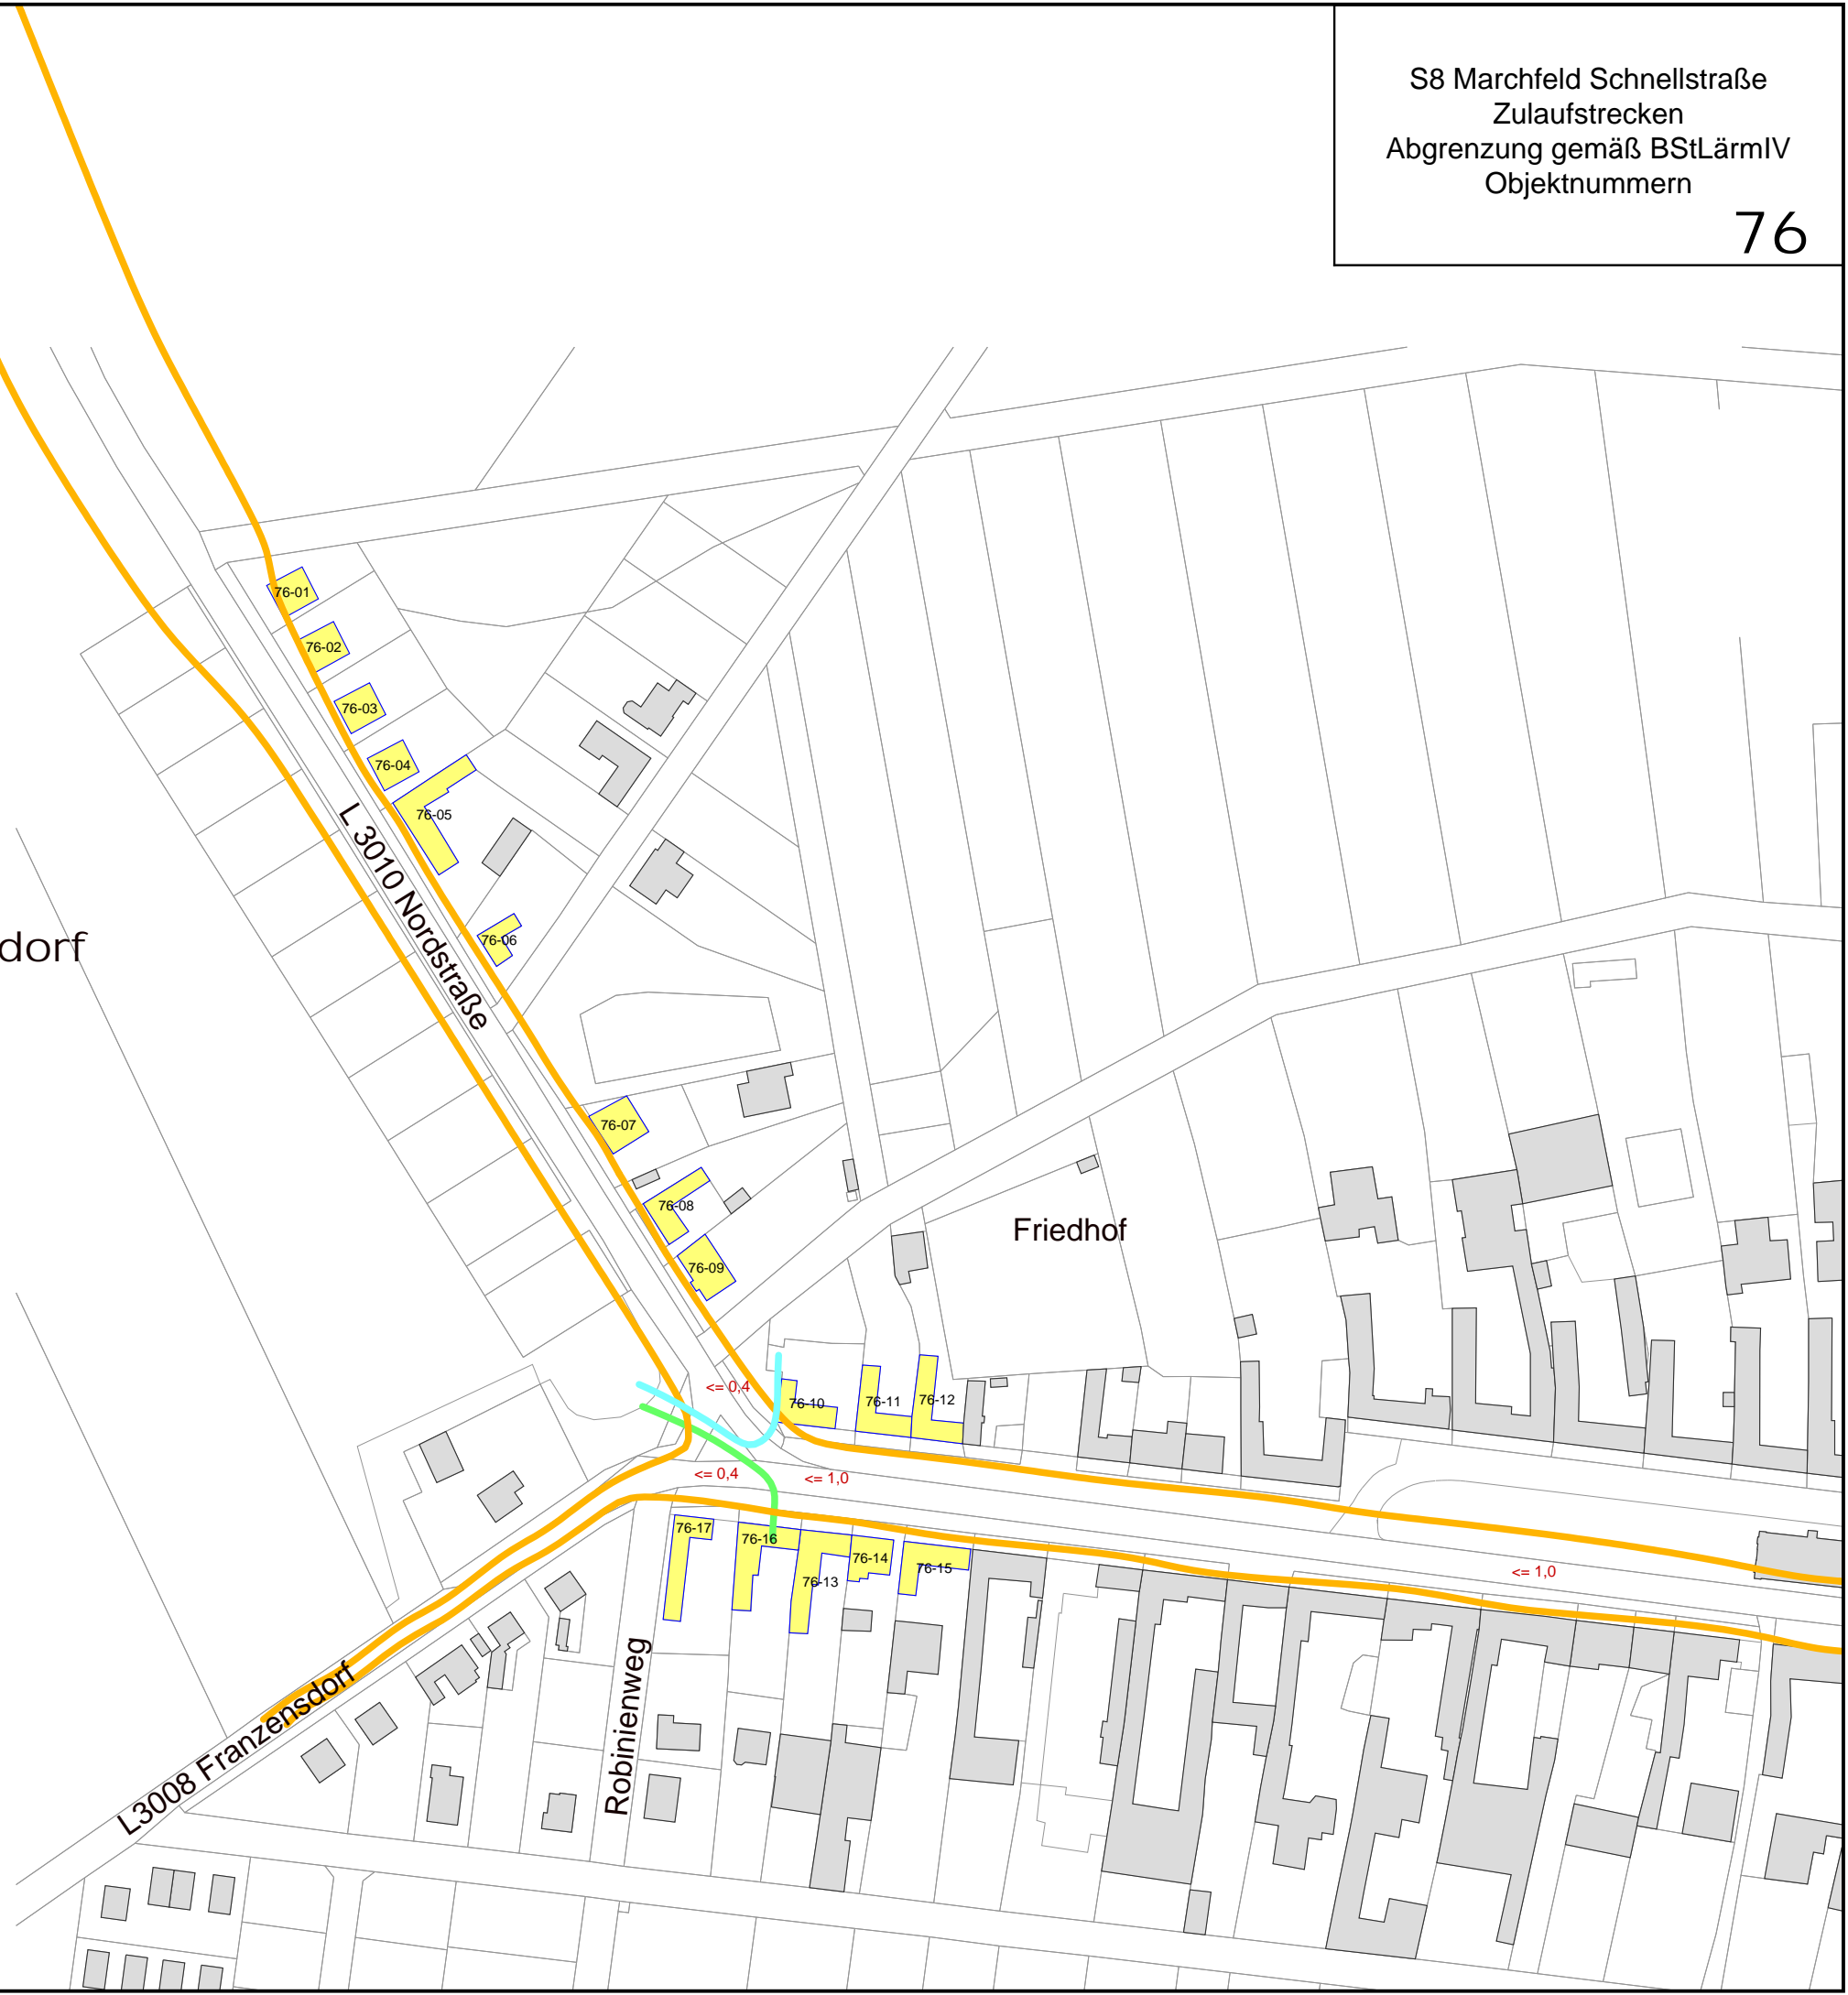 S8 Marchfeld Schnellstraße
Zulaufstrecken
Abgrenzung gemäß BStLärmIV
Objektnummern
76
76-01
76-02
76-03
76-04
76-05
L 3010 Nordstraße
dorf
76-06
76-07
76-08
76-09
Friedhof
<= 0,4
76-10
76-11
76-12
<= 0,4
<= 1,0
76-17
76-16
76-13
76-14
76-15
<= 1,0
Robinienweg
L3008 Franzensdorf